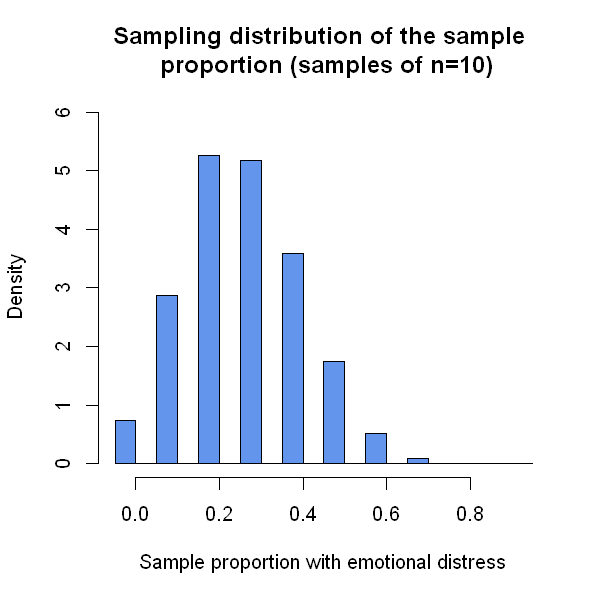 Sampling distribution of the sample
proportion (samples of n=10)
6
5
4
3
2
1
0
Density
0.0 0.2 0.4 0.6 0.8
Sample proportion with emotional distress